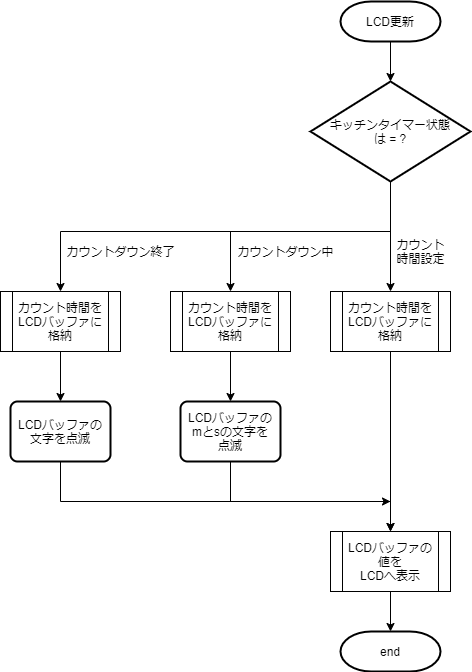 LCD更新
キッチンタイマー状態
は = ?
カウントダウン終了
カウントダウン中
カウント
時間設定
カウント時間を
LCDバッファに
格納
カウント時間を
LCDバッファに
格納
カウント時間を
LCDバッファに
格納
LCDバッファの
文字を点滅
LCDバッファの
mとsの文字を
点滅
LCDバッファの
値を
LCDへ表示
end